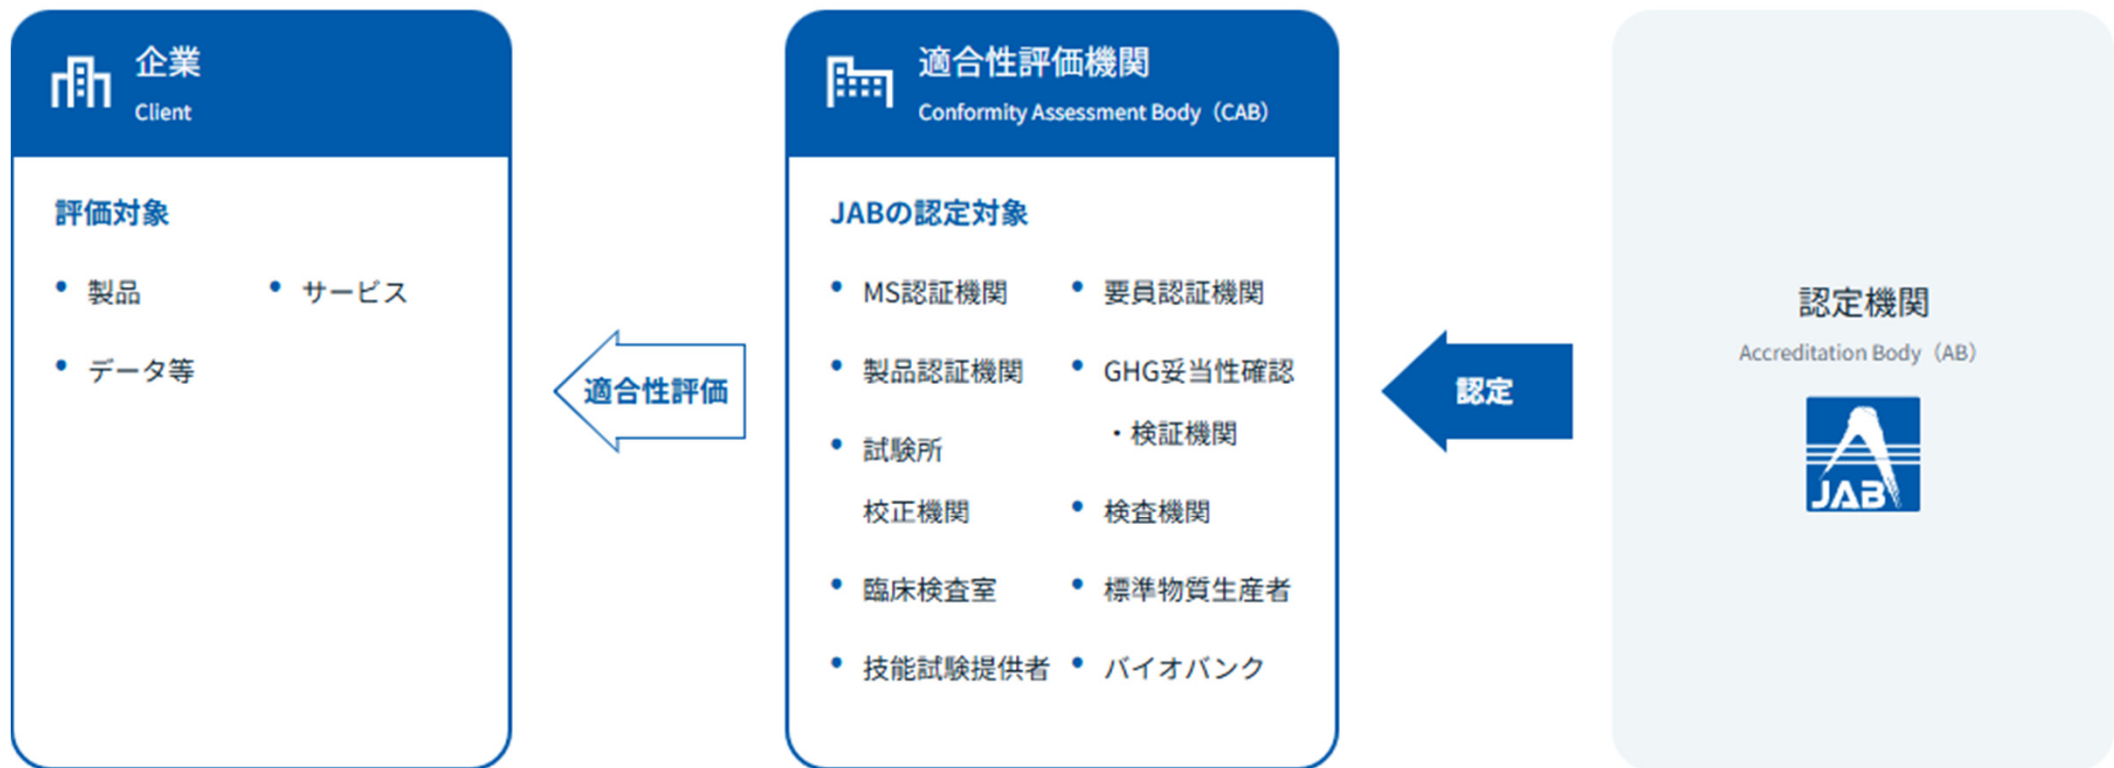 企業
Client
評価対象
• 製品
• サービス
• データ等
適合性評価
適合性評価機関
Conformity Assessment Body（CAB）
JABの認定対象
• MS認証機関
• 製品認証機関
• 試験所
校正機関
• 臨床検査室
• 技能試験提供者
• 要員認証機関
• GHG妥当性確認
・検証機関
• 検査機関
• 標準物質生産者
• バイオバンク
認定
認定機関
Accreditation Body（AB）
JAB